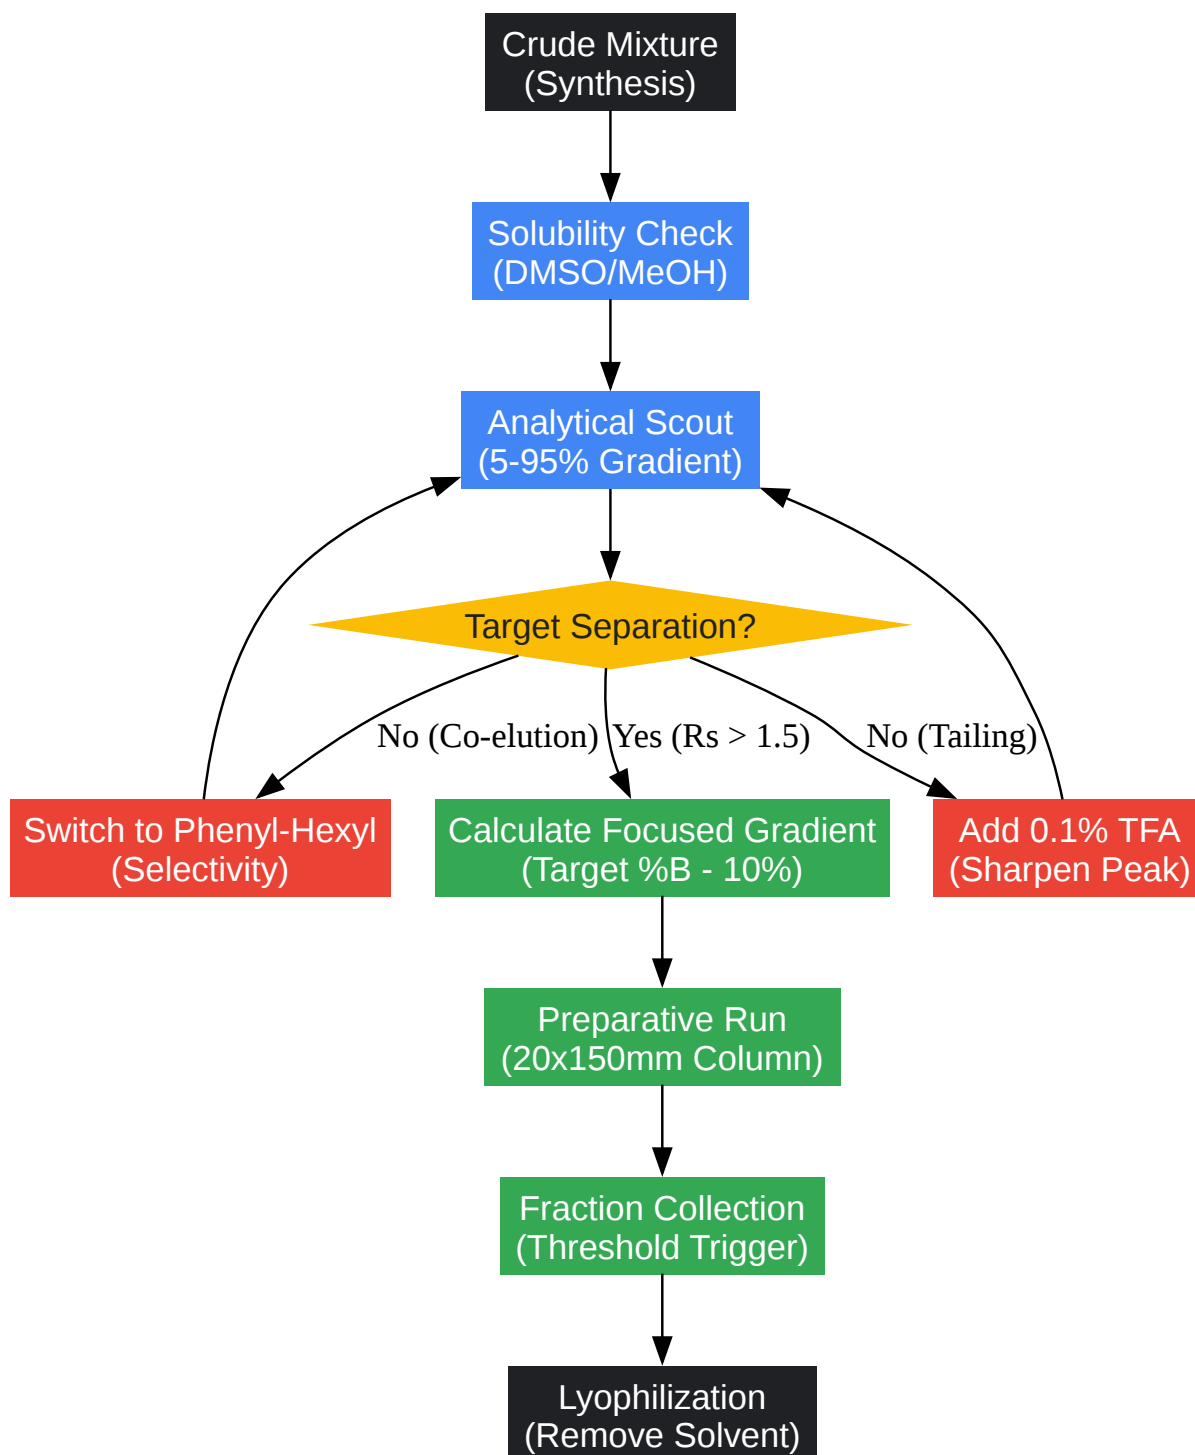 Crude Mixture
(Synthesis)
Solubility Check
(DMSO/MeOH)
Analytical Scout
(5-95% Gradient)
Target Separation?
No (Co-elution)
Yes (Rs > 1.5)
No (Tailing)
Switch to Phenyl-Hexyl
(Selectivity)
Calculate Focused Gradient
(Target %B - 10%)
Add 0.1% TFA
(Sharpen Peak)
Preparative Run
(20x150mm Column)
Fraction Collection
(Threshold Trigger)
Lyophilization
(Remove Solvent)